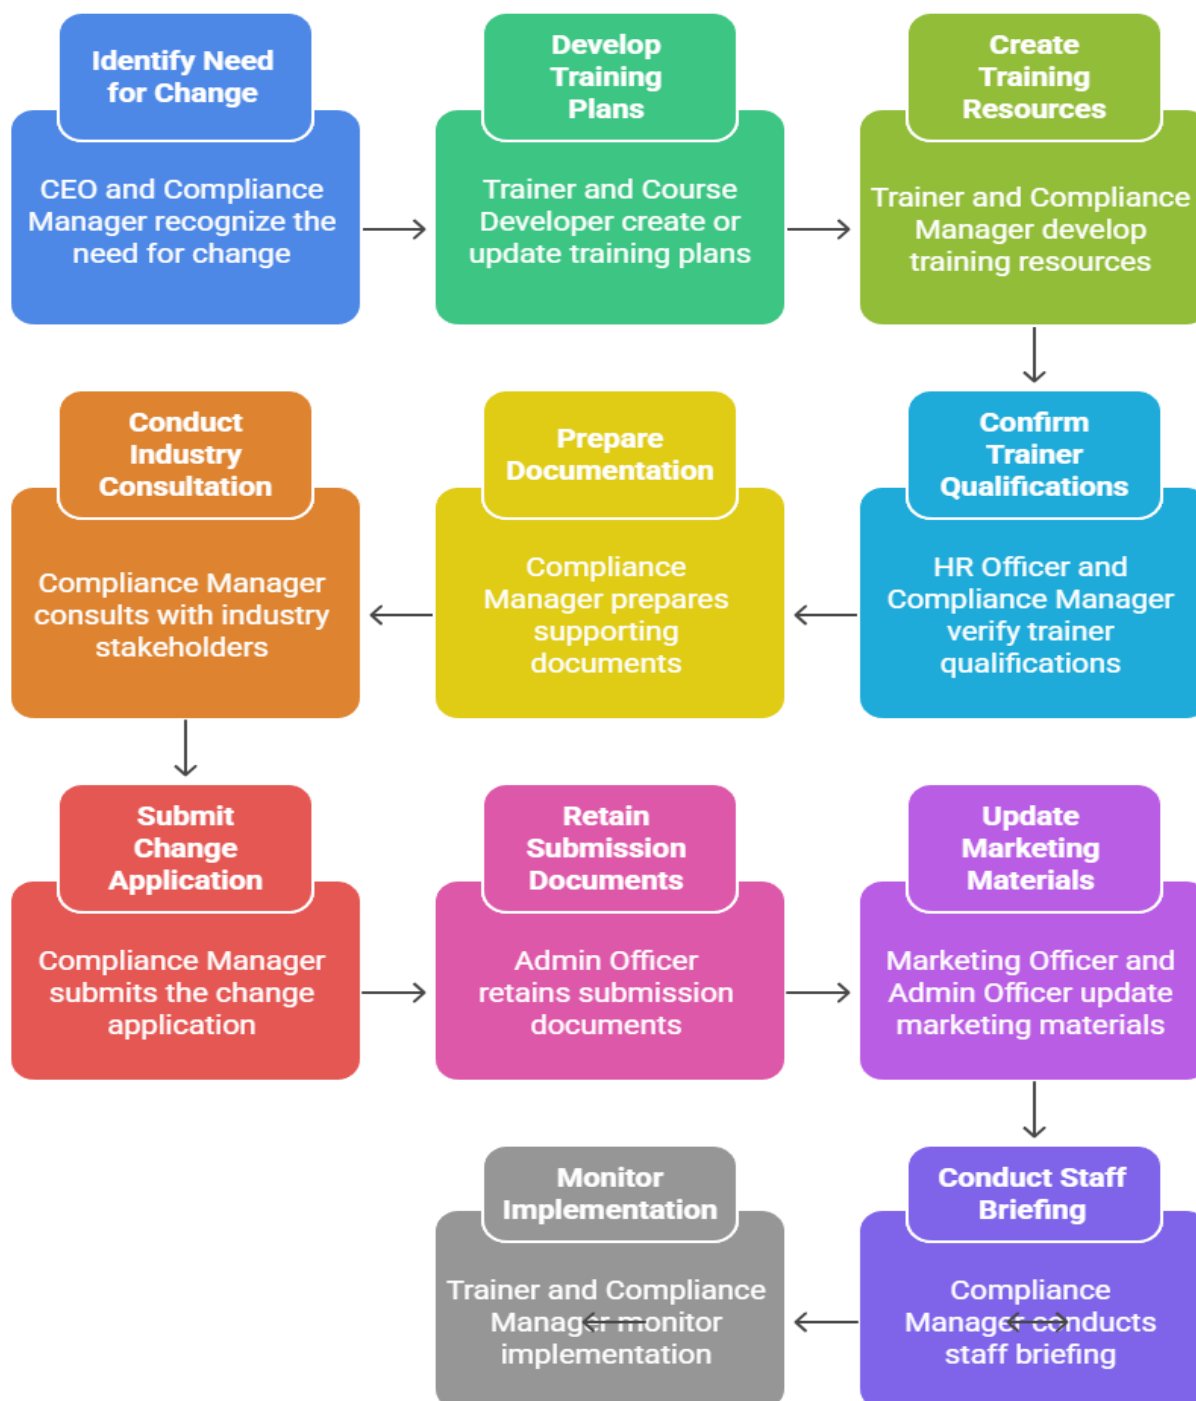 Identify Need
for Change
CEO and Compliance
Manager recognize the
need for change
Develop
Training
Plans
Trainer and Course
Developer create or
update training plans
Create
Training
Resources
Trainer and Compliance
Manager develop
training resources
Confirm
Trainer
Qualifications
HR Officer and
Compliance Manager
verify trainer
qualifications
Prepare
Documentation
Compliance
Manager prepares
supporting
documents
Conduct
Industry
Consultation
Compliance Manager
consults with industry
stakeholders
Submit
Change
Application
Compliance Manager
submits the change
application
Retain
Submission
Documents
Admin Officer
retains submission
documents
Update
Marketing
Materials
Marketing Officer and
Admin Officer update
marketing materials
Conduct Staff
Briefing
Compliance
Manager conducts
staff briefing
Monitor
Implementation
Trainer and Compliance
Manager monitor
implementation